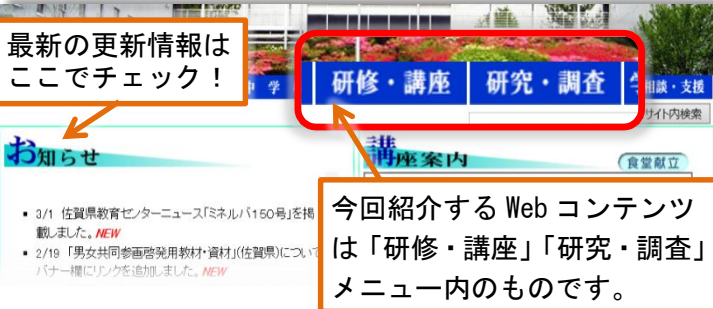 最新の更新情報は
ここでチェック！
学
研修・講座
研究・調査
相談・支援
サイト内検索
お知らせ
講座案内
食堂献立
▪ 3/1 佐賀県教育センターニュース「ミネルバ150号」を掲
載しました。NEW
▪ 2/19 「男女共同参画啓発用教材・資材」(佐賀県)について
バナー欄にリンクを追加しました。NEW
今回紹介する Web コンテンツ
は「研修・講座」「研究・調査」
メニュー内のものです。